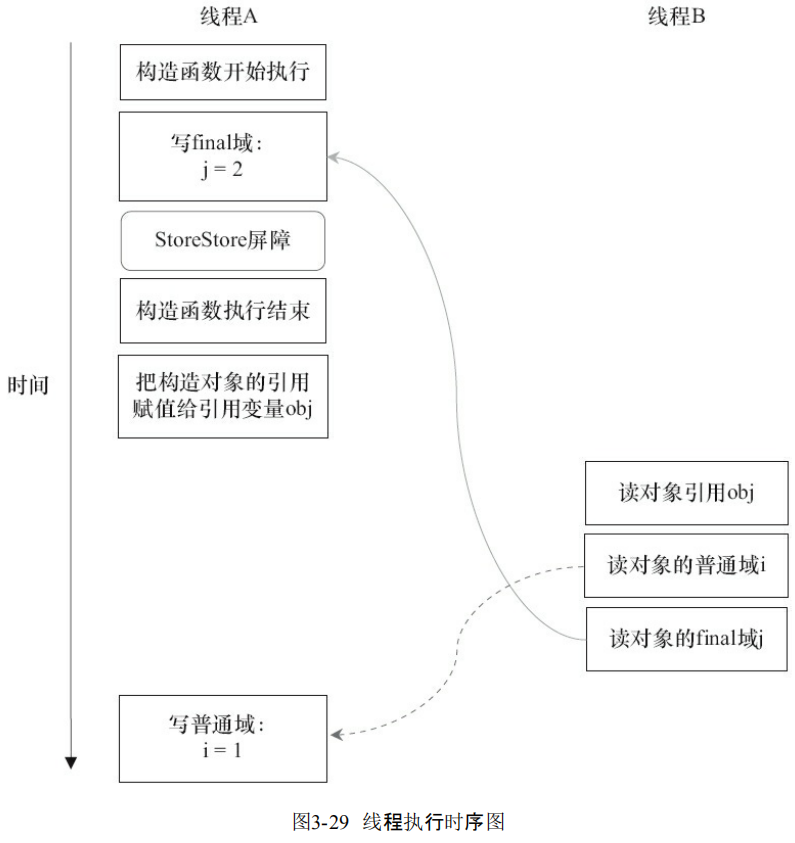 线程A
线程B
构造函数开始执行
写final域：
j = 2
StoreStore屏障
构造函数执行结束
时间
把构造对象的引用
赋值给引用变量obj
读对象引用obj
读对象的普通域i
读对象的final域j
写普通域：
i = 1
图3-29 线程执行时序图